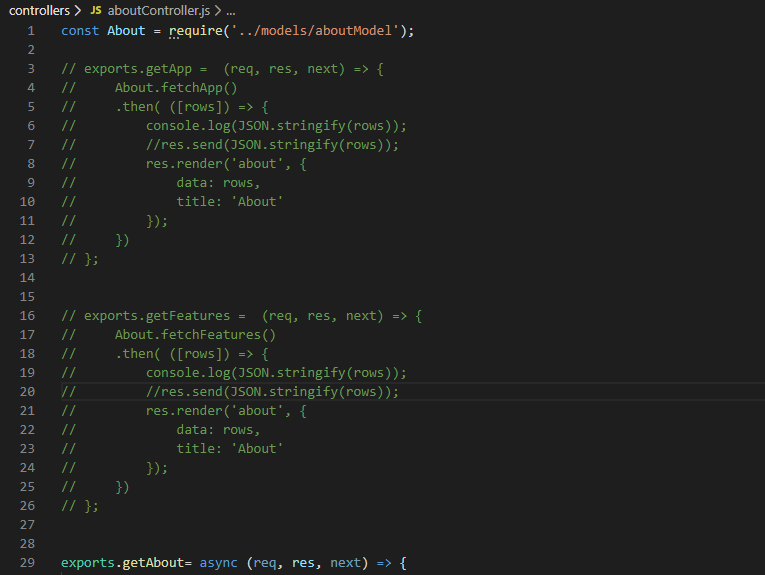 controllers > JS aboutController.js > ...
1 const About = require('../models/aboutModel');
2
3 // exports.getApp =  (req, res, next) => {
4 //     About.fetchApp()
5 //     .then( ([rows]) => {
6 //         console.log(JSON.stringify(rows));
7 //         //res.send(JSON.stringify(rows));
8 //         res.render('about', {
9 //             data: rows,
10 //             title: 'About'
11 //         });
12 //     })
13 // };
14
15
16 // exports.getFeatures =  (req, res, next) => {
17 //     About.fetchFeatures()
18 //     .then( ([rows]) => {
19 //         console.log(JSON.stringify(rows));
20 //         //res.send(JSON.stringify(rows));
21 //         res.render('about', {
22 //             data: rows,
23 //             title: 'About'
24 //         });
25 //     })
26 // };
27
28
29 exports.getAbout= async (req, res, next) => {